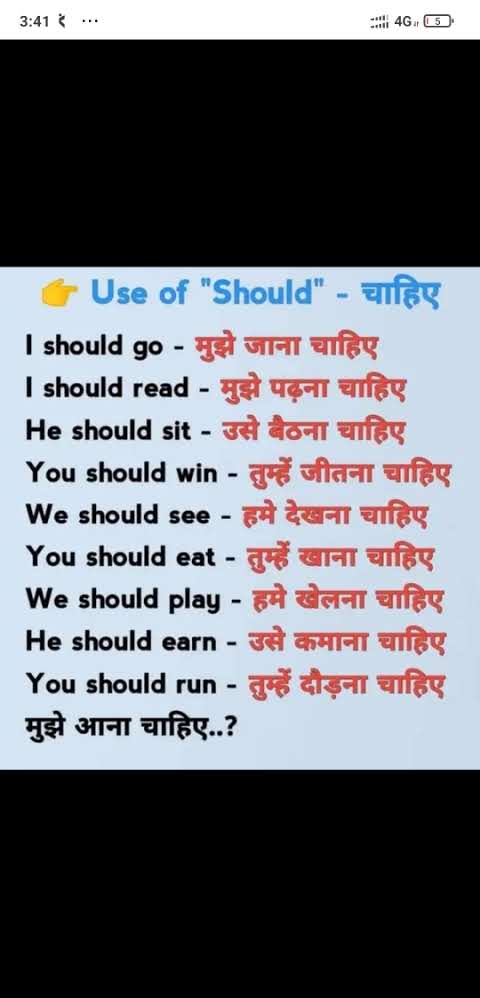 3:41 ...
4G 5
👉 Use of "Should" - चाहिए
I should go - मुझे जाना चाहिए
I should read - मुझे पढ़ना चाहिए
He should sit - उसे बैठना चाहिए
You should win - तुम्हें जीतना चाहिए
We should see - हमे देखना चाहिए
You should eat - तुम्हें खाना चाहिए
We should play - हमे खेलना चाहिए
He should earn - उसे कमाना चाहिए
You should run - तुम्हें दौड़ना चाहिए
मुझे आना चाहिए..?